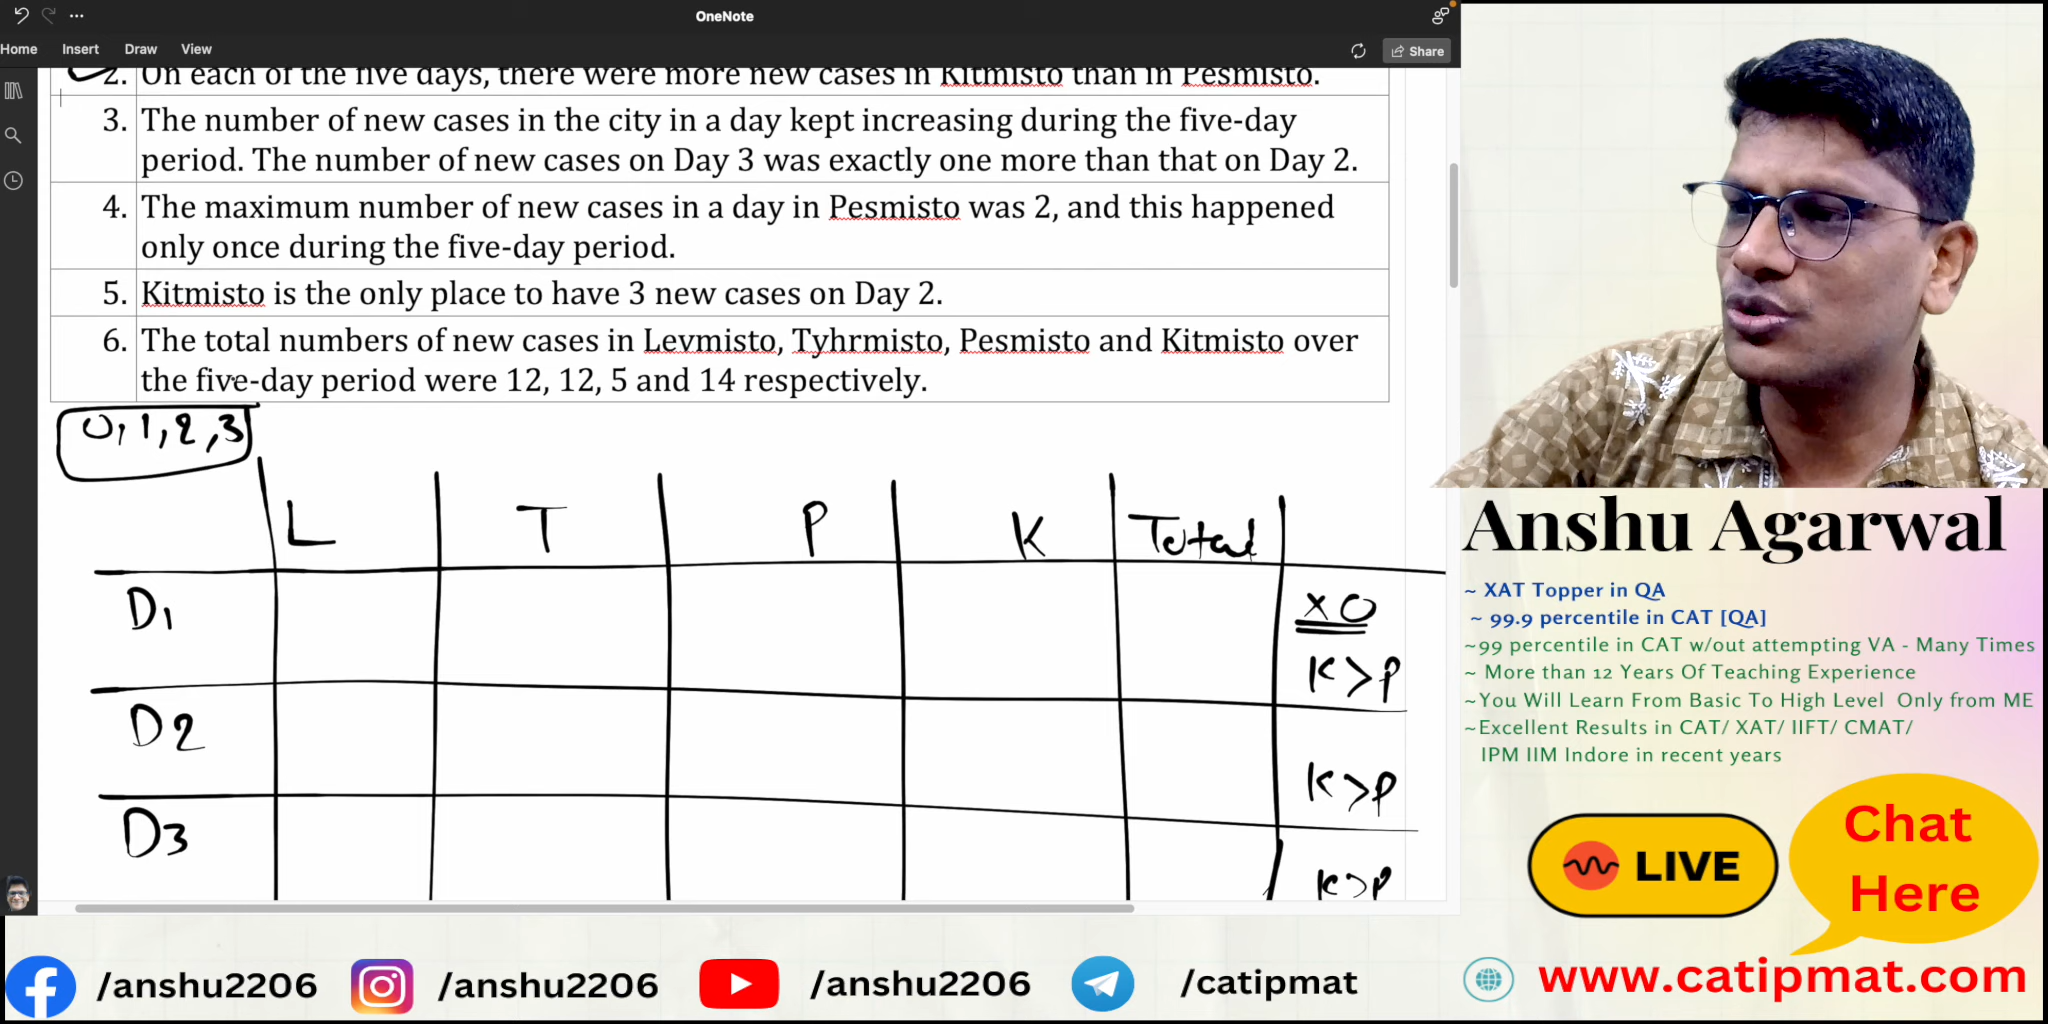 OneNote
Home Insert Draw View
Share
2. On each of the five days, there were more new cases in Kitmisto than in Pesmisto.
3. The number of new cases in the city in a day kept increasing during the five-day
period. The number of new cases on Day 3 was exactly one more than that on Day 2.
4. The maximum number of new cases in a day in Pesmisto was 2, and this happened
only once during the five-day period.
5. Kitmisto is the only place to have 3 new cases on Day 2.
6. The total numbers of new cases in Levmisto, Tyhrmisto, Pesmisto and Kitmisto over
the five-day period were 12, 12, 5 and 14 respectively.
0, 1, 2, 3
L T P K Total
D1
x0
K>P
D2
K>P
D3
K>P
Anshu Agarwal
~ XAT Topper in QA
~ 99.9 percentile in CAT [QA]
~99 percentile in CAT w/out attempting VA - Many Times
~ More than 12 Years Of Teaching Experience
~You Will Learn From Basic To High Level Only from ME
~Excellent Results in CAT/ XAT/ IIFT/ CMAT/
IPM IIM Indore in recent years
LIVE
Chat
Here
/anshu2206 /anshu2206 /anshu2206 /catipmat www.catipmat.com